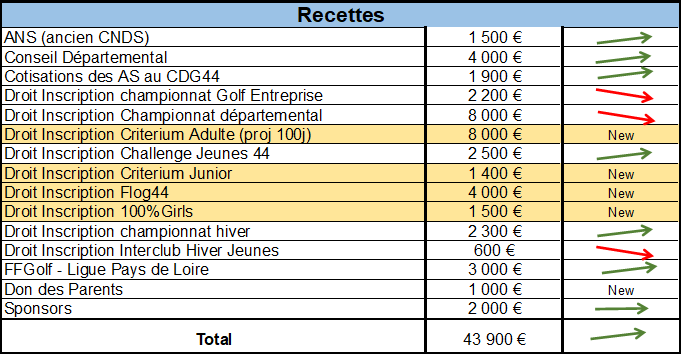 Recettes
ANS (ancien CNDS) 1 500 €
Conseil Départemental 4 000 €
Cotisations des AS au CDG44 1 900 €
Droit Inscription championnat Golf Entreprise 2 200 €
Droit Inscription Championnat départemental 8 000 €
Droit Inscription Criterium Adulte (proj 100j) 8 000 € New
Droit Inscription Challenge Jeunes 44 2 500 €
Droit Inscription Criterium Junior 1 400 € New
Droit Inscription Flog44 4 000 € New
Droit Inscription 100%Girls 1 500 € New
Droit Inscription championnat hiver 2 300 €
Droit Inscription Interclub Hiver Jeunes 600 €
FFGolf - Ligue Pays de Loire 3 000 €
Don des Parents 1 000 € New
Sponsors 2 000 €
Total 43 900 €